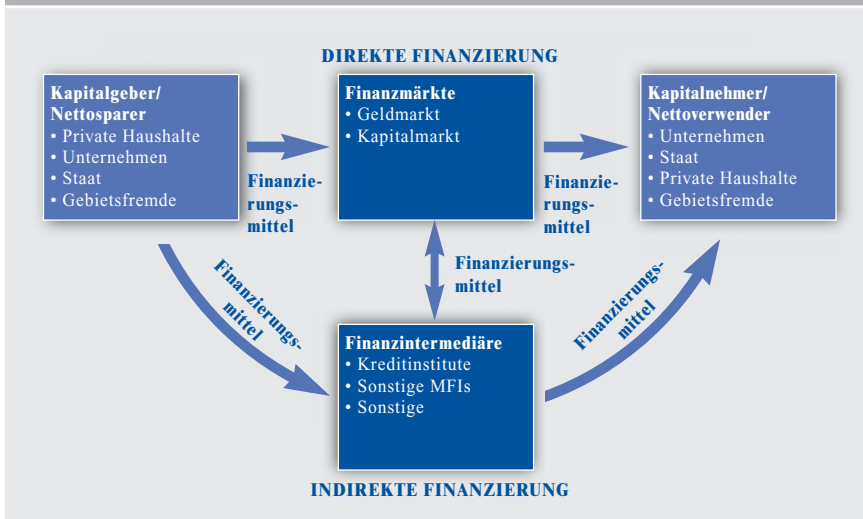 DIREKTE FINANZIERUNG
Kapitalgeber/
Nettosparer
• Private Haushalte
• Unternehmen
• Staat
• Gebietsfremde
Finanzie-
rungs-
mittel
Finanzmärkte
• Geldmarkt
• Kapitalmarkt
Finanzie-
rungs-
mittel
Kapitalnehmer/
Nettoverwender
• Unternehmen
• Staat
• Private Haushalte
• Gebietsfremde
Finanzierungs-
mittel
Finanzierungs-
mittel
Finanzierungs-
mittel
Finanzintermediäre
• Kreditinstitute
• Sonstige MFIs
• Sonstige
INDIREKTE FINANZIERUNG